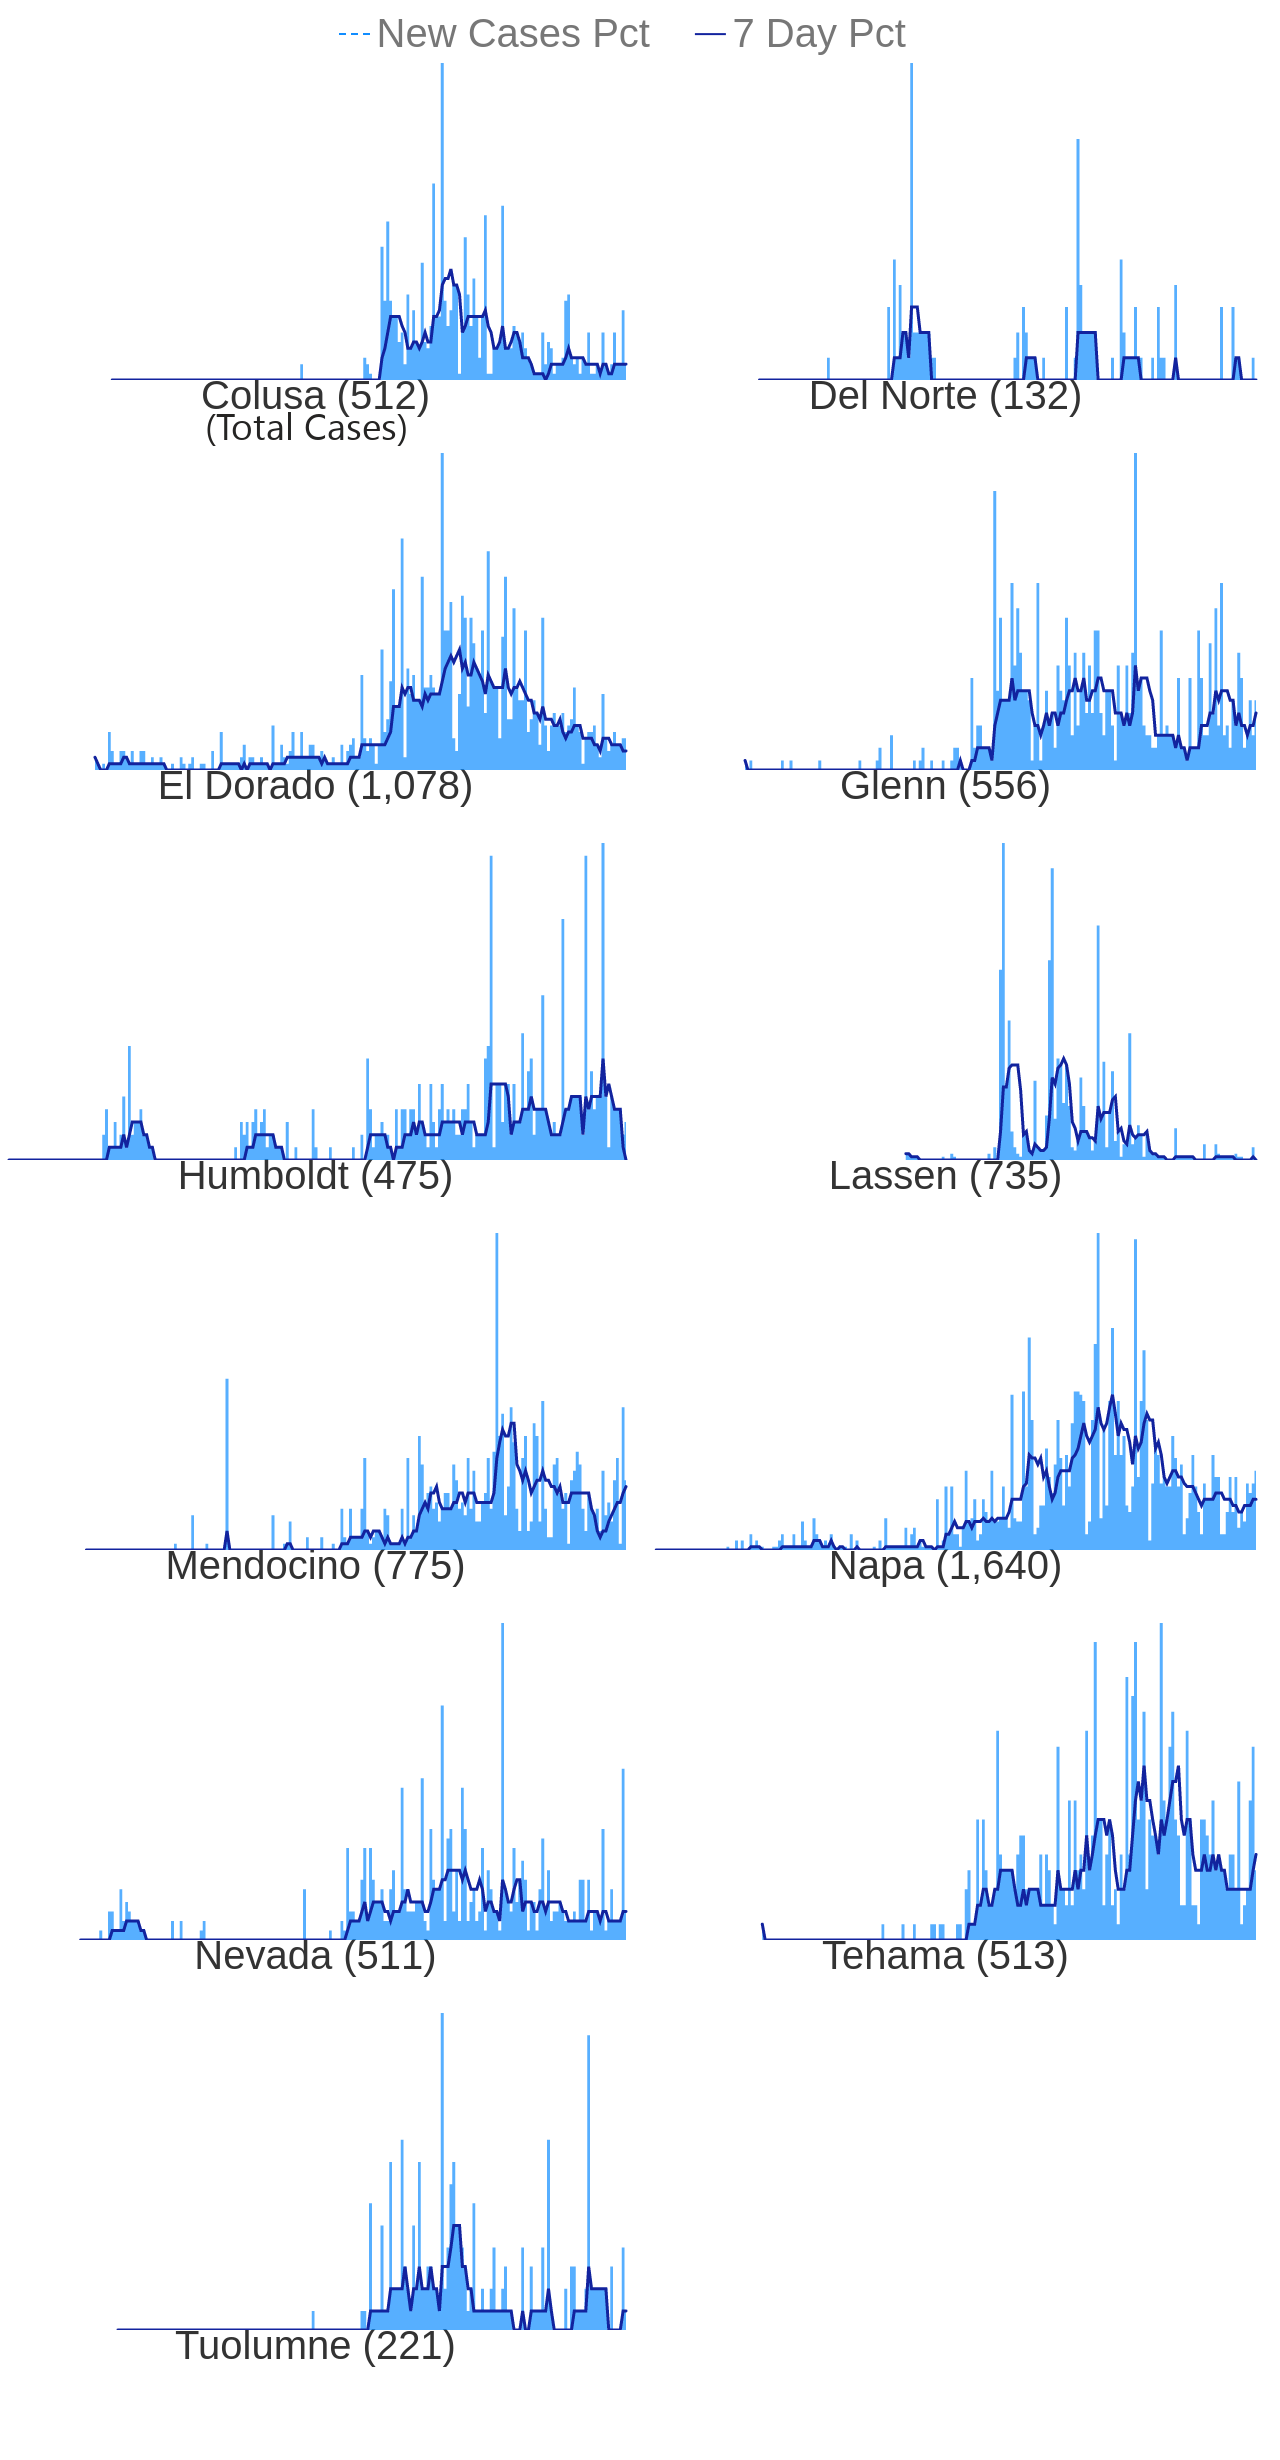 New Cases Pct 7 Day Pct
Colusa (512) Del Norte (132)
(Total Cases)
El Dorado (1,078) Glenn (556)
Humboldt (475) Lassen (735)
Mendocino (775) Napa (1,640)
Nevada (511) Tehama (513)
Tuolumne (221)